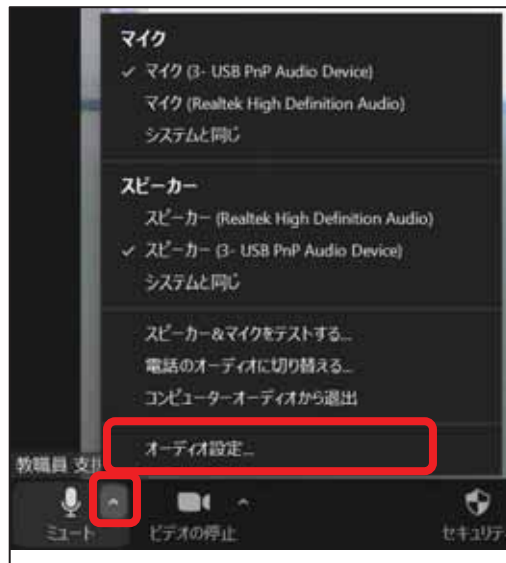 マイク
✓ マイク (3- USB PnP Audio Device)
マイク (Realtek High Definition Audio)
システムと同じ
スピーカー
スピーカー (Realtek High Definition Audio)
✓ スピーカー (3- USB PnP Audio Device)
システムと同じ
スピーカー&マイクをテストする...
電話のオーディオに切り替える...
コンピューターオーディオから退出
オーディオ設定...
教職員 支
ミュート
ビデオの停止
セキュリテ